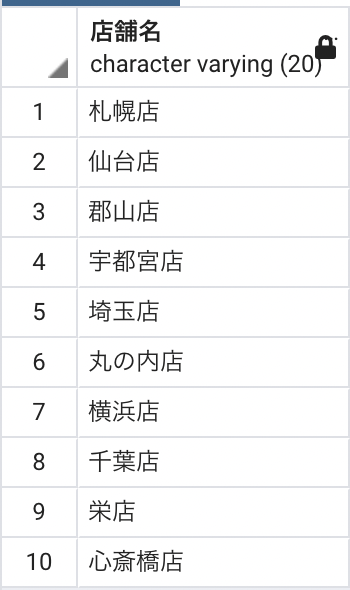 店舗名
character varying (20)
1 札幌店
2 仙台店
3 郡山店
4 宇都宮店
5 埼玉店
6 丸の内店
7 横浜店
8 千葉店
9 栄店
10 心斎橋店